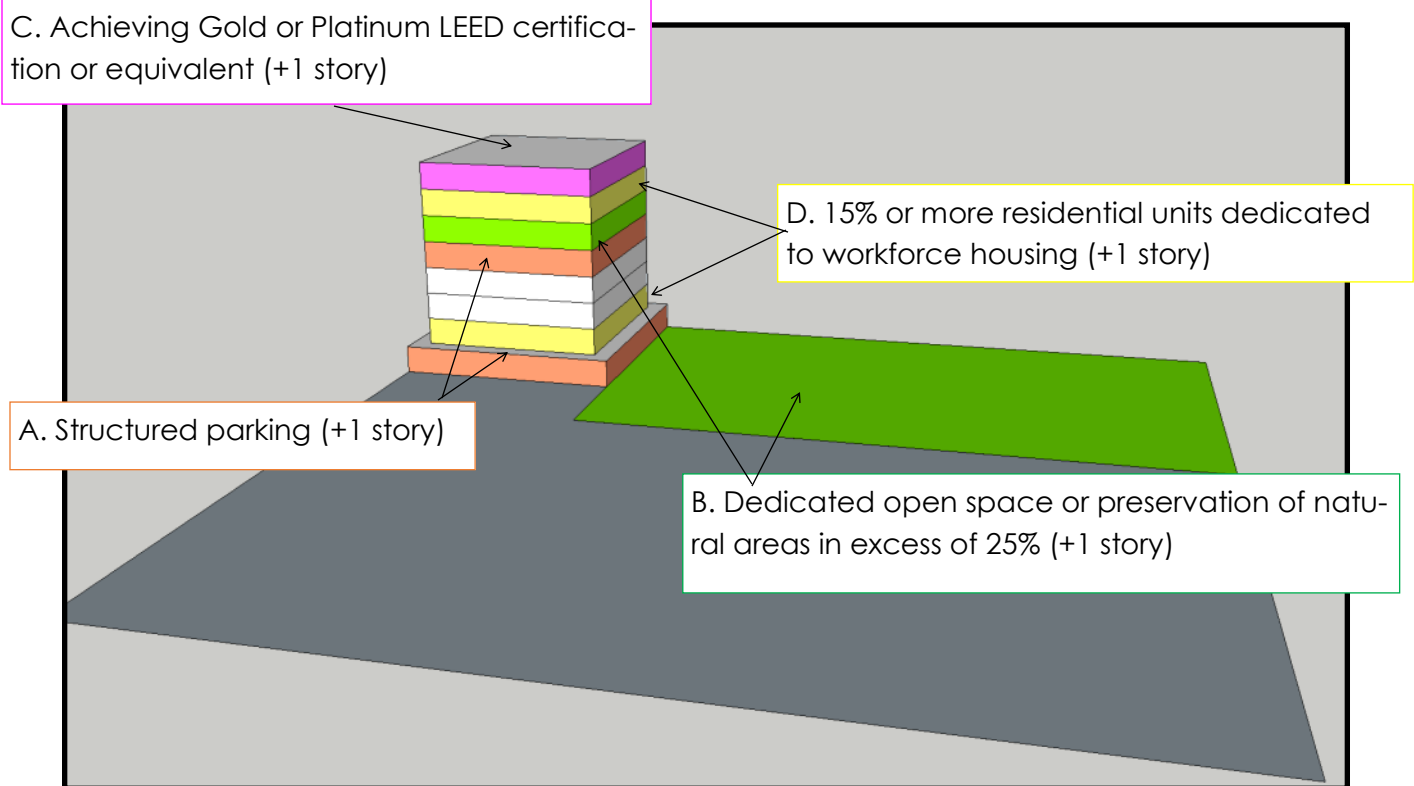 C. Achieving Gold or Platinum LEED certifica-
tion or equivalent (+1 story)
D. 15% or more residential units dedicated
to workforce housing (+1 story)
A. Structured parking (+1 story)
B. Dedicated open space or preservation of natu-
ral areas in excess of 25% (+1 story)